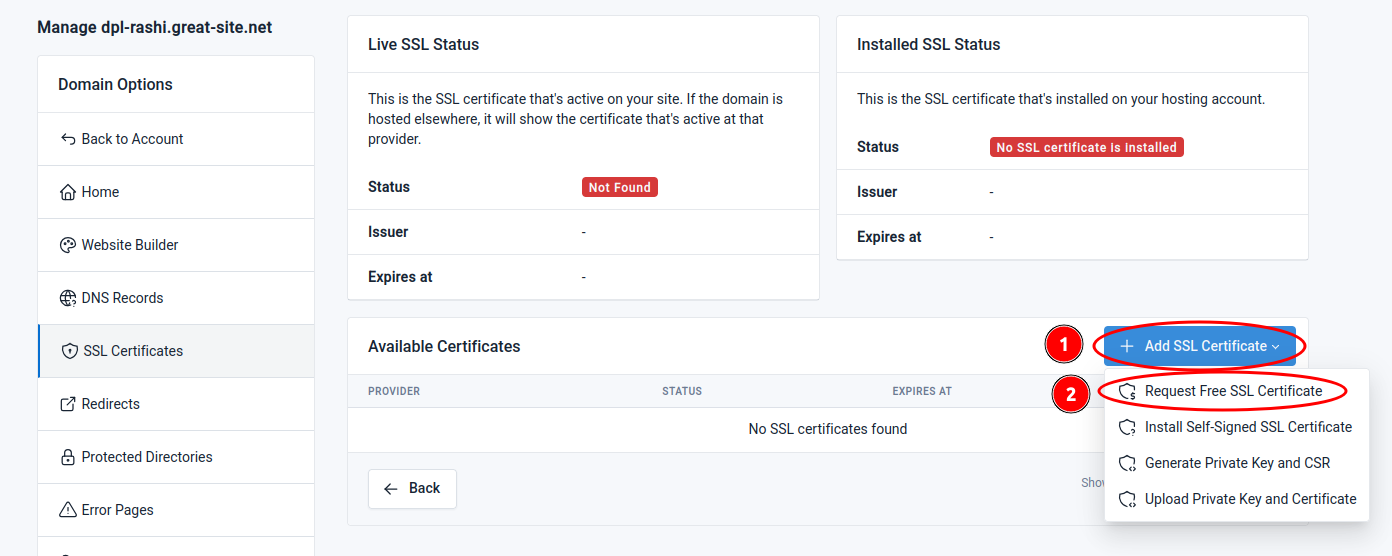 Manage dpl-rashi.great-site.net
Domain Options
Back to Account
Home
Website Builder
DNS Records
SSL Certificates
Redirects
Protected Directories
Error Pages
Live SSL Status
This is the SSL certificate that's active on your site. If the domain is
hosted elsewhere, it will show the certificate that's active at that
provider.
Status Not Found
Issuer -
Expires at -
Installed SSL Status
This is the SSL certificate that's installed on your hosting account.
Status No SSL certificate is installed
Issuer -
Expires at -
Available Certificates
1 Add SSL Certificate
2 Request Free SSL Certificate
Install Self-Signed SSL Certificate
Generate Private Key and CSR
Upload Private Key and Certificate
PROVIDER STATUS EXPIRES AT
No SSL certificates found
Back